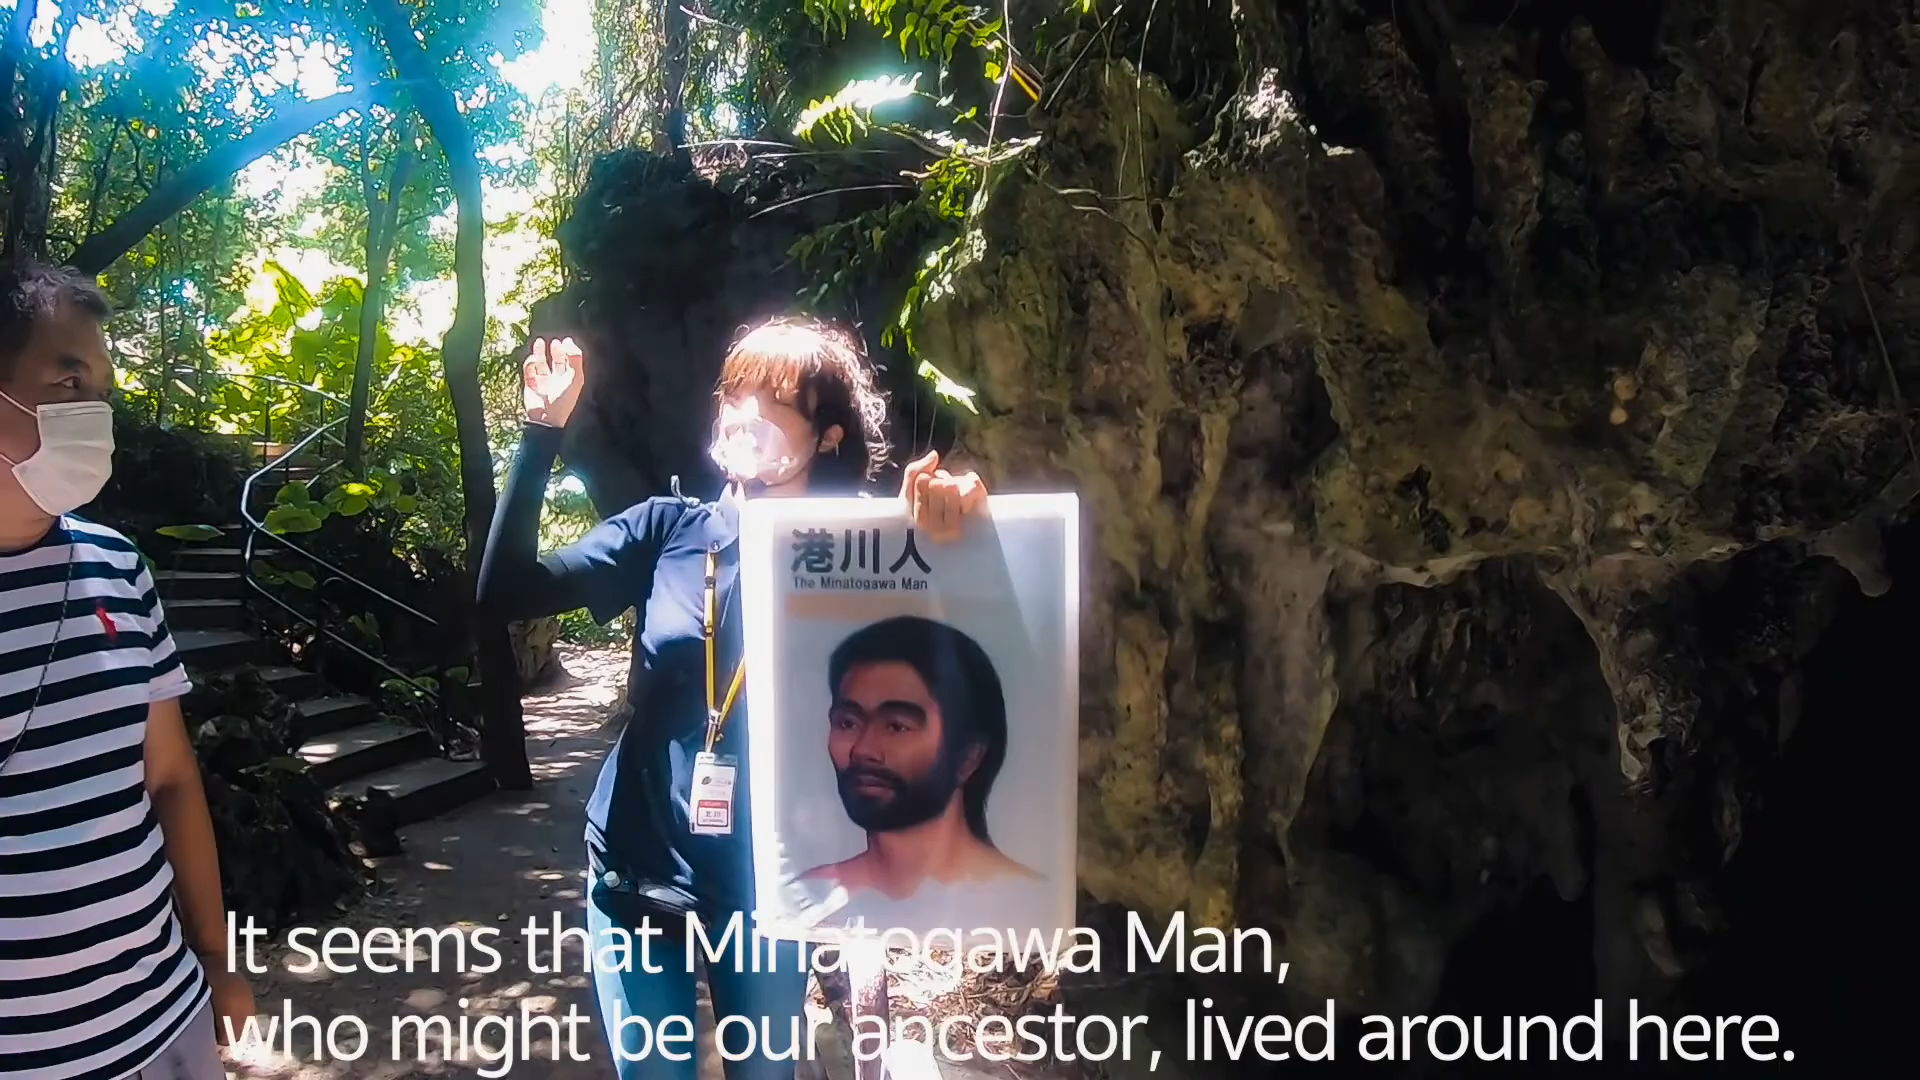 港川人
The Minatogawa Man
It seems that Minatogawa Man,
who might be our ancestor, lived around here.